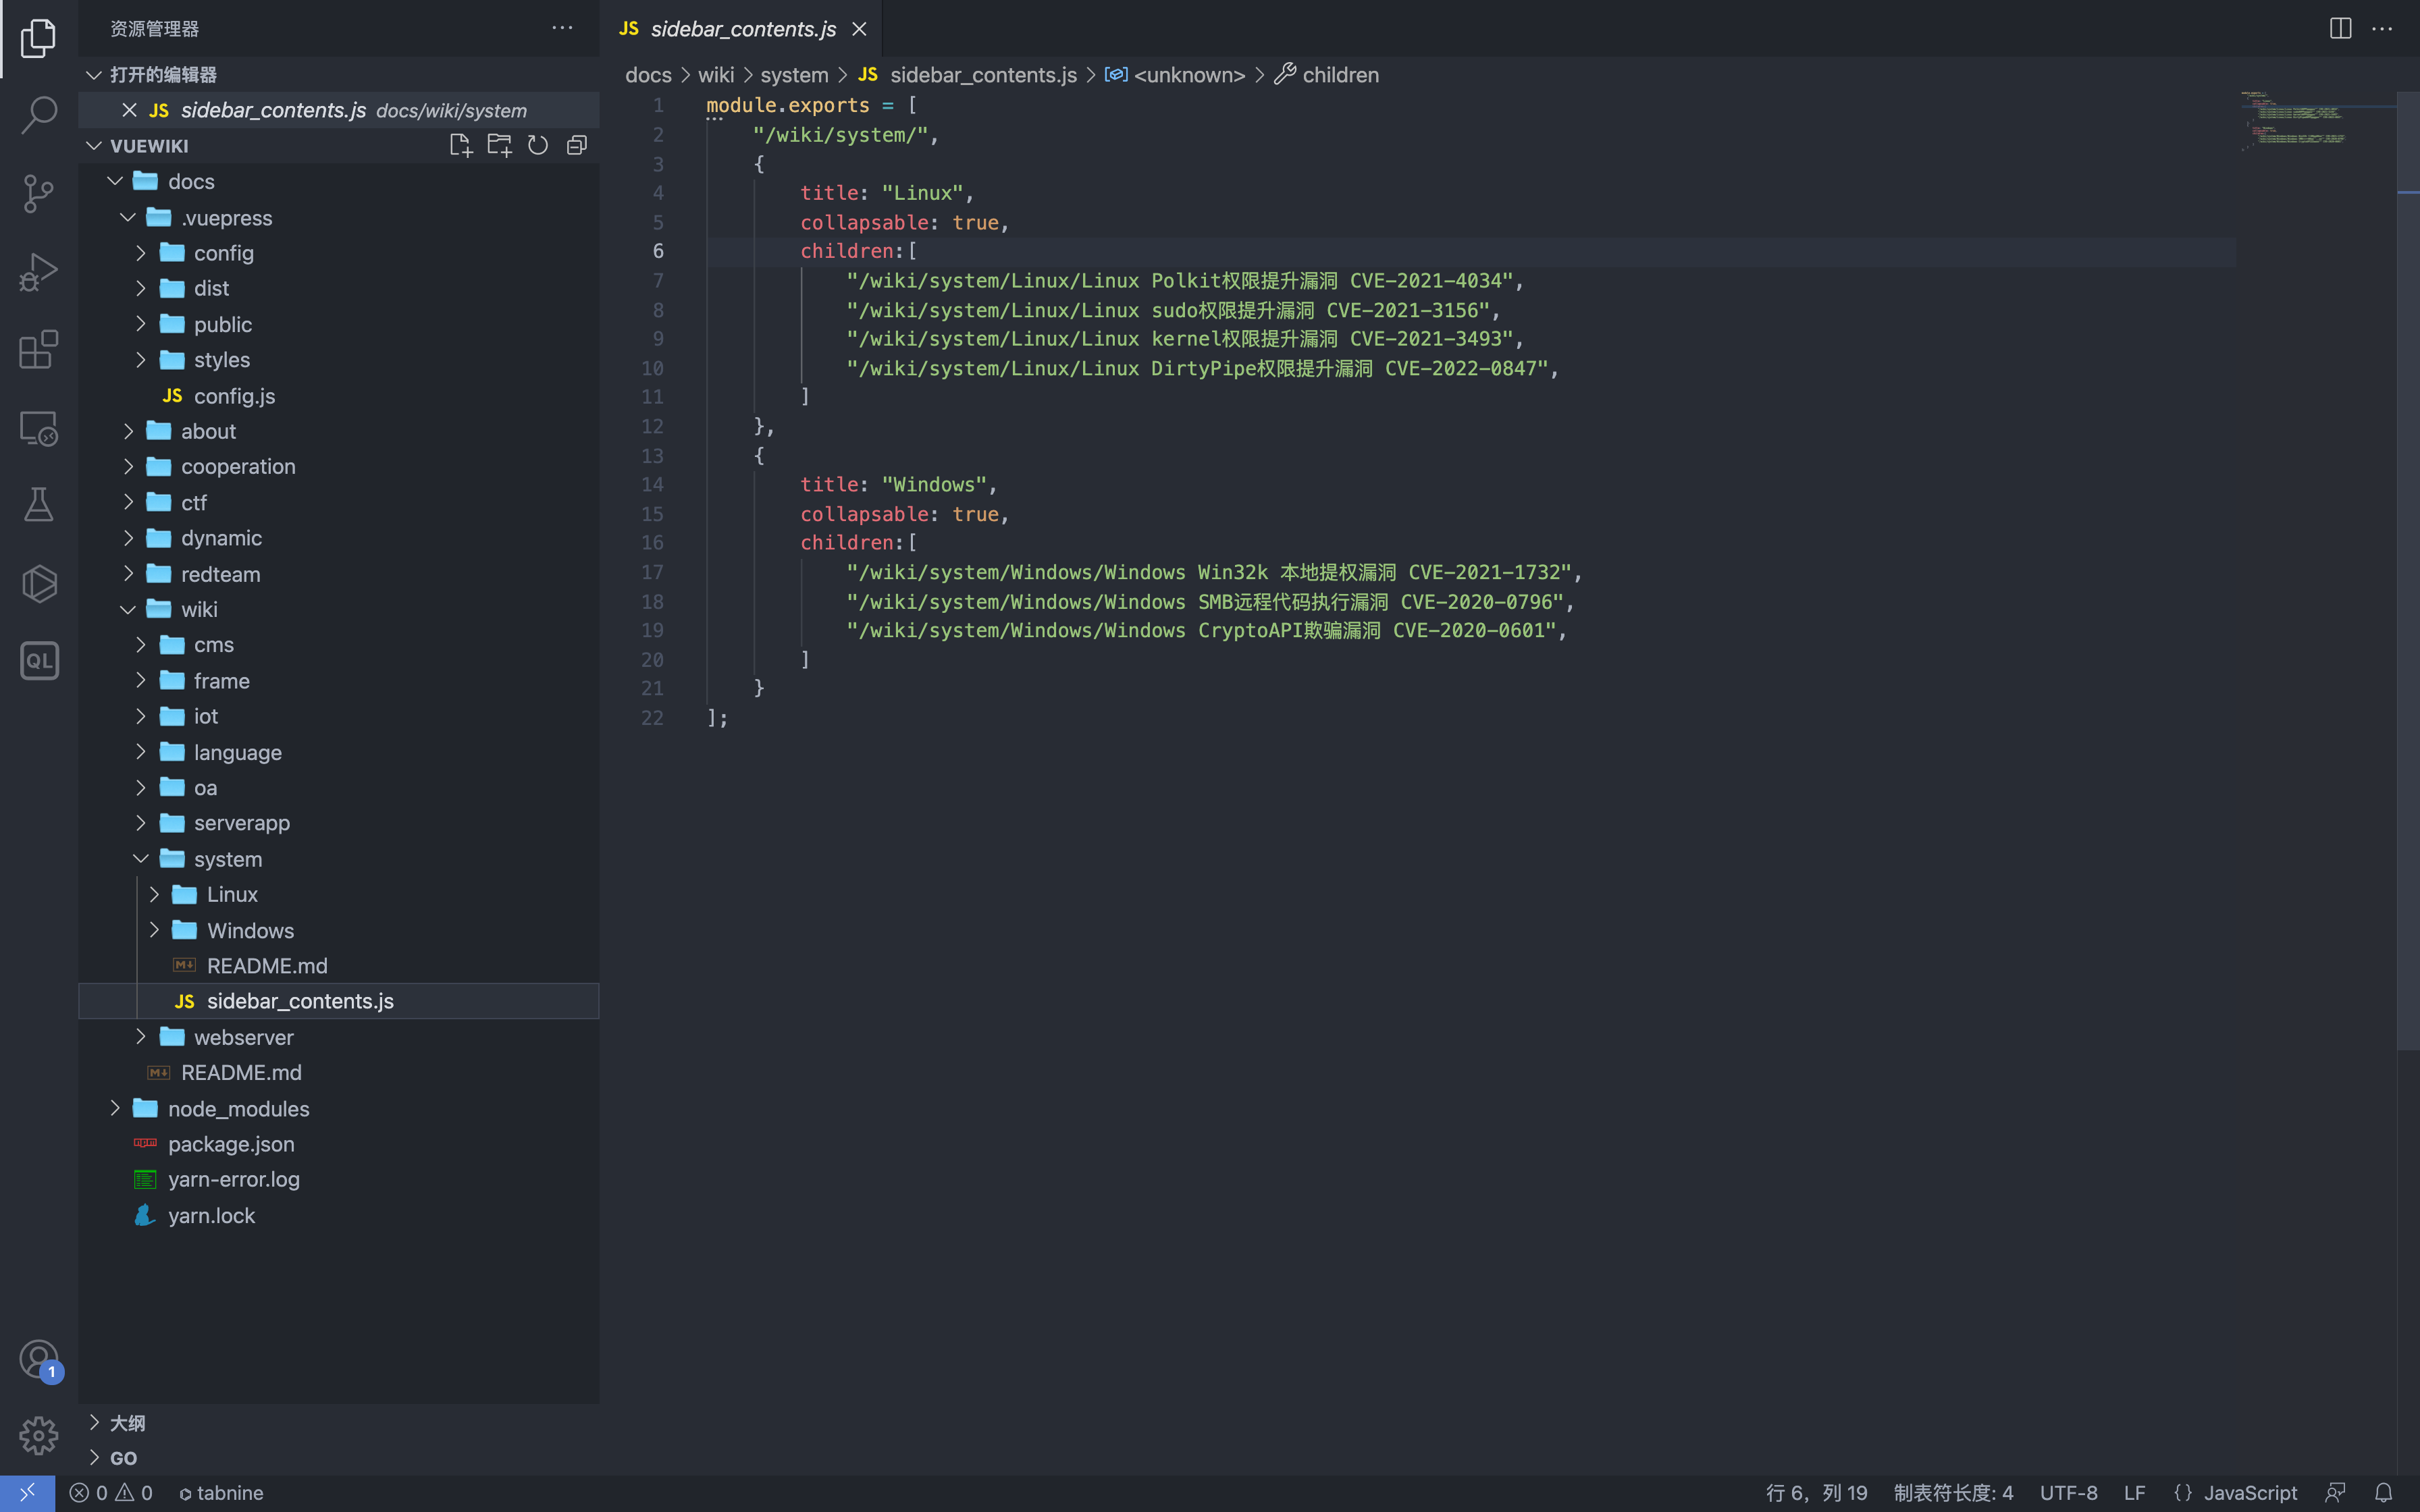 资源管理器
打开的编辑器
JS sidebar_contents.js docs/wiki/system
VUEWIKI
docs
.vuepress
config
dist
public
styles
JS config.js
about
cooperation
ctf
dynamic
redteam
wiki
cms
frame
iot
language
oa
serverapp
system
Linux
Windows
README.md
JS sidebar_contents.js
webserver
README.md
node_modules
package.json
yarn-error.log
yarn.lock
大纲
GO
QL
1
JS sidebar_contents.js
docs > wiki > system > JS sidebar_contents.js > <unknown> > children
1 module.exports = [
2 "/wiki/system/",
3 {
4 title: "Linux",
5 collapsable: true,
6 children:[
7 "/wiki/system/Linux/Linux Polkit权限提升漏洞 CVE-2021-4034",
8 "/wiki/system/Linux/Linux sudo权限提升漏洞 CVE-2021-3156",
9 "/wiki/system/Linux/Linux kernel权限提升漏洞 CVE-2021-3493",
10 "/wiki/system/Linux/Linux DirtyPipe权限提升漏洞 CVE-2022-0847",
11 ]
12 },
13 {
14 title: "Windows",
15 collapsable: true,
16 children:[
17 "/wiki/system/Windows/Windows Win32k 本地提权漏洞 CVE-2021-1732",
18 "/wiki/system/Windows/Windows SMB远程代码执行漏洞 CVE-2020-0796",
19 "/wiki/system/Windows/Windows CryptoAPI欺骗漏洞 CVE-2020-0601",
20 ]
21 }
22 ];
0 0 tabnine
行 6，列 19 制表符长度: 4 UTF-8 LF {} JavaScript